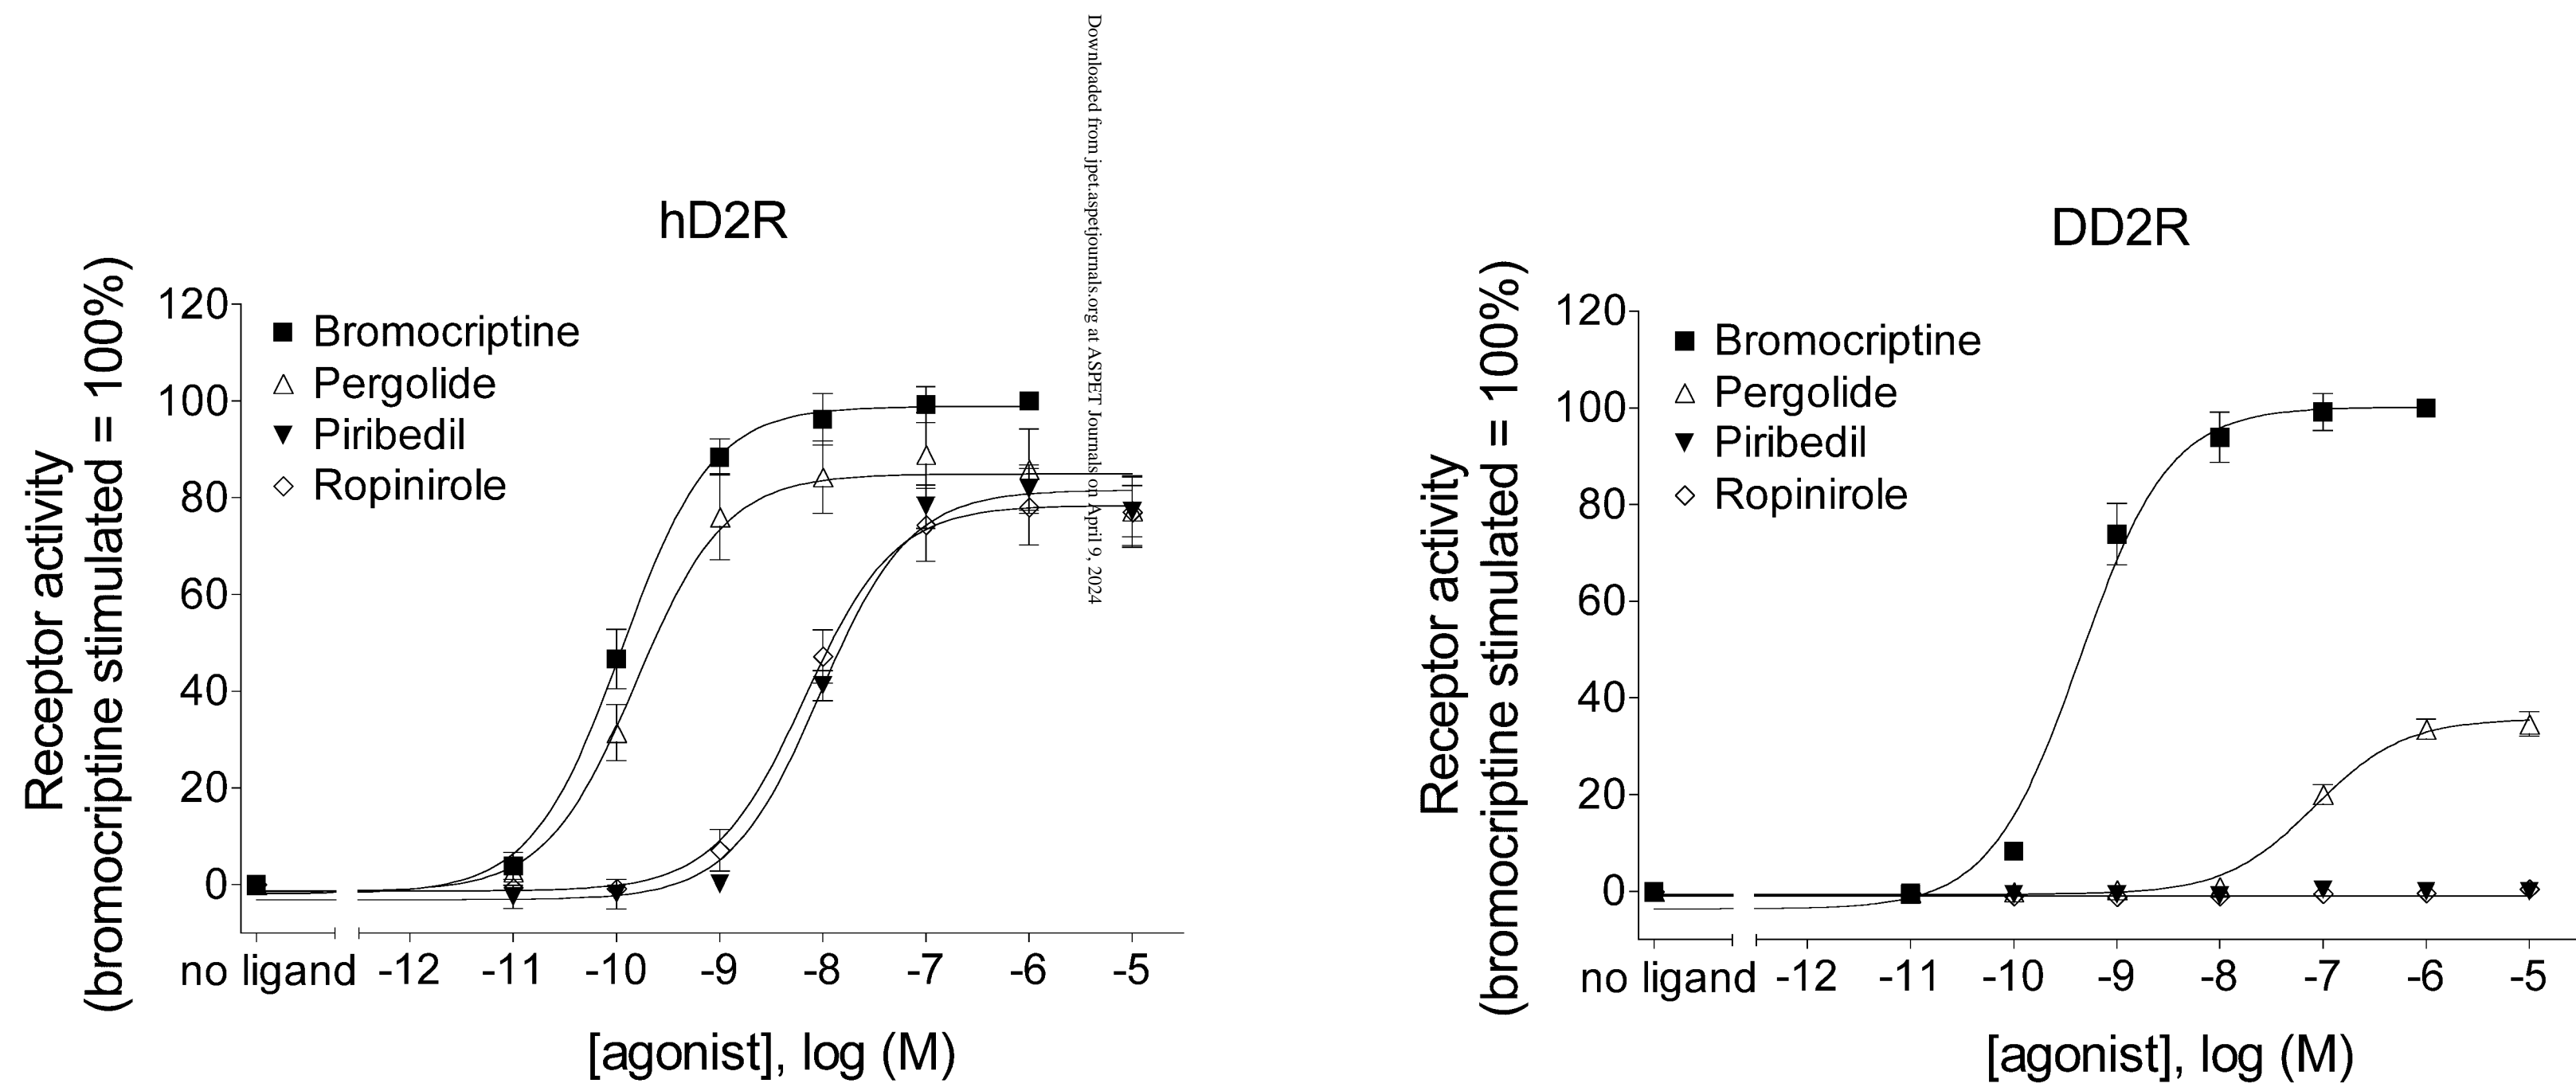 Downloaded from jpet.aspetjournals.org at ASPET Journals on April 9, 2024
hD2R
Receptor activity
(bromocriptine stimulated = 100%)
120
100
80
60
40
20
0
Bromocriptine
Pergolide
Piribedil
Ropinirole
no ligand -12 -11 -10 -9 -8 -7 -6 -5
[agonist], log (M)
DD2R
Receptor activity
(bromocriptine stimulated = 100%)
120
100
80
60
40
20
0
Bromocriptine
Pergolide
Piribedil
Ropinirole
no ligand -12 -11 -10 -9 -8 -7 -6 -5
[agonist], log (M)